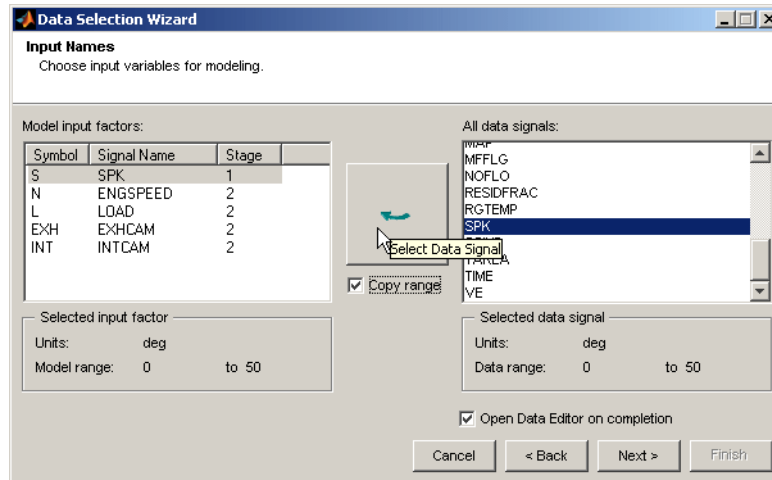 Data Selection Wizard
Input Names
Choose input variables for modeling.
Model input factors:
Symbol Signal Name Stage
S SPK 1
N ENGSPEED 2
L LOAD 2
EXH EXHCAM 2
INT INTCAM 2
Select Data Signal
Copy range
All data signals:
MAF
MFFLG
NOFLO
RESIDFRAC
RGTEMP
SPK
TAREA
TIME
VE
Selected input factor
Units: deg
Model range: 0 to 50
Selected data signal
Units: deg
Data range: 0 to 50
Open Data Editor on completion
Cancel
< Back
Next >
Finish